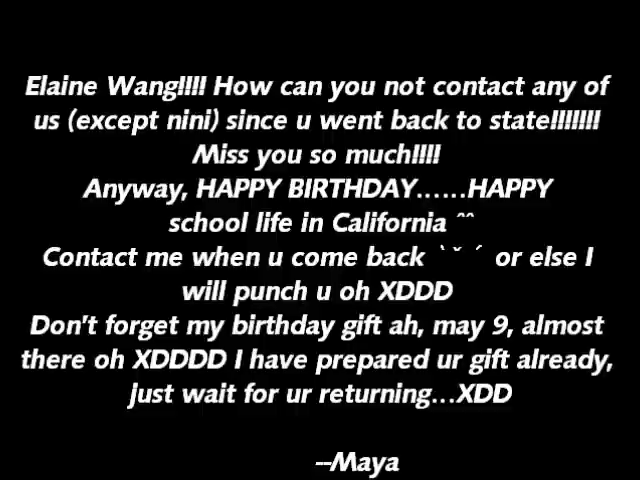 Elaine Wang!!!! How can you not contact any of
us (except nini) since u went back to state!!!!!!!
Miss you so much!!!!
Anyway, HAPPY BIRTHDAY......HAPPY
school life in California ^^
Contact me when u come back `ˇ´ or else I
will punch u oh XDDD
Don't forget my birthday gift ah, may 9, almost
there oh XDDDD I have prepared ur gift already,
just wait for ur returning...XDD
--Maya